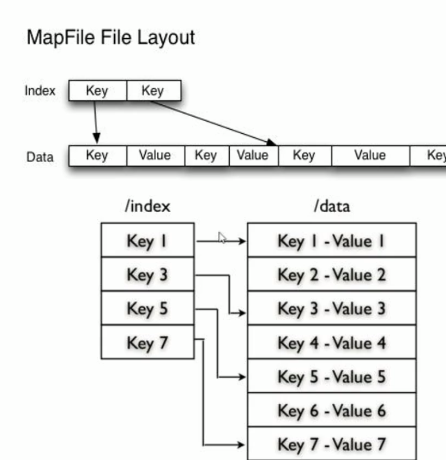 MapFile File Layout
Index Key Key
Data Key Value Key Value Key Value Key
/index /data
Key 1 Key 1 - Value 1
Key 2 - Value 2
Key 3 Key 3 - Value 3
Key 5 Key 4 - Value 4
Key 7 Key 5 - Value 5
Key 6 - Value 6
Key 7 - Value 7